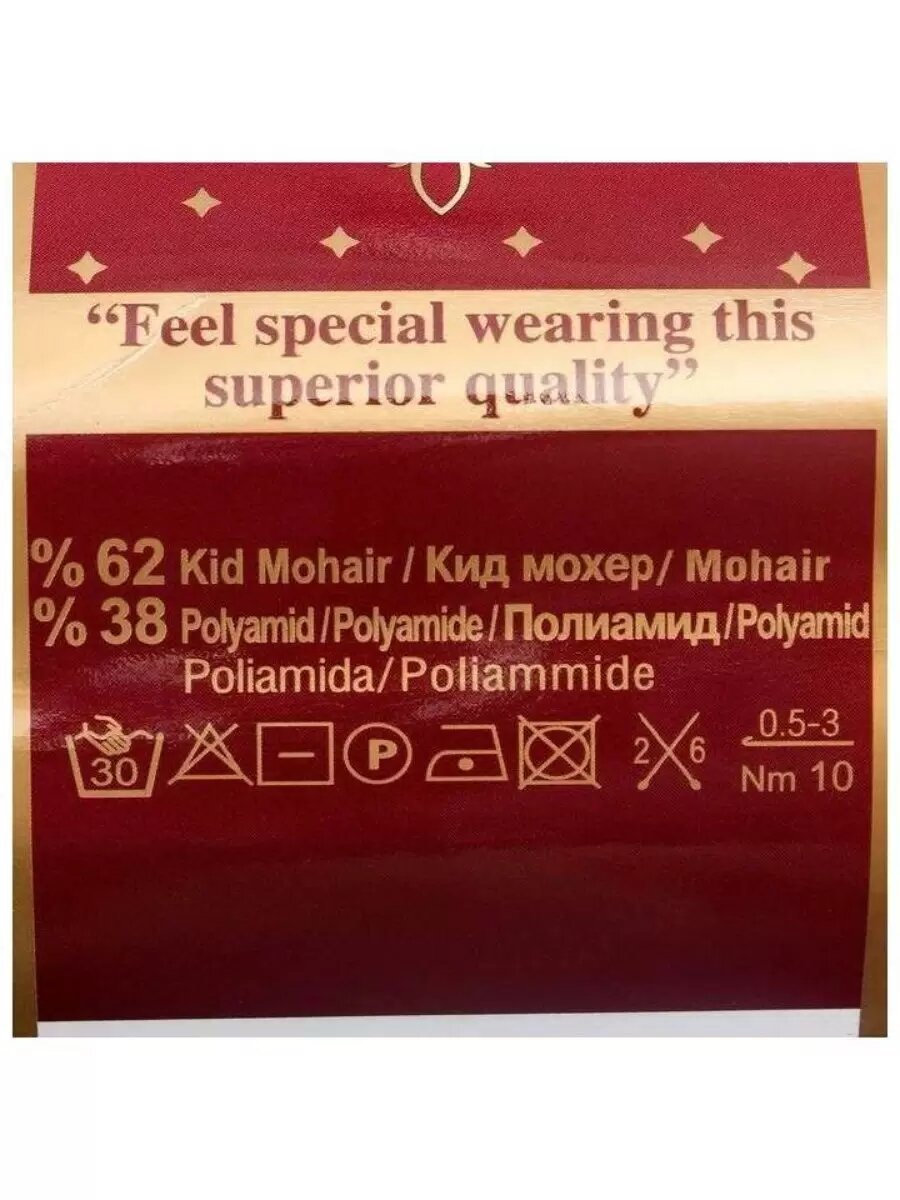 “Feel special wearing this
superior quality”
% 62 Kid Mohair / Кид мохер/ Mohair
% 38 Polyamid/Polyamide/Полиамид/Polyamid
Poliamida/Poliammide
30 P 2 6 0.5-3
Nm 10